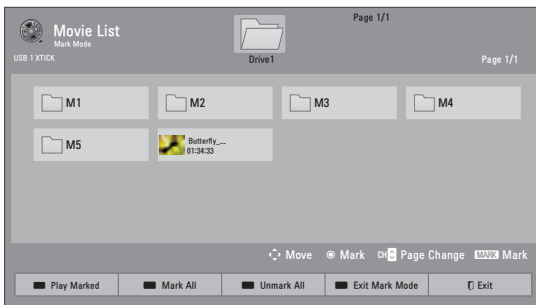 Movie List
Mark Mode
USB 1 XTICK
Page 1/1
Drive1
Page 1/1
M1
M2
M3
M4
M5
Butterfly_...
01:34:33
Move
Mark
CH
Page Change
MARK
Mark
Play Marked
Mark All
Unmark All
Exit Mark Mode
Exit